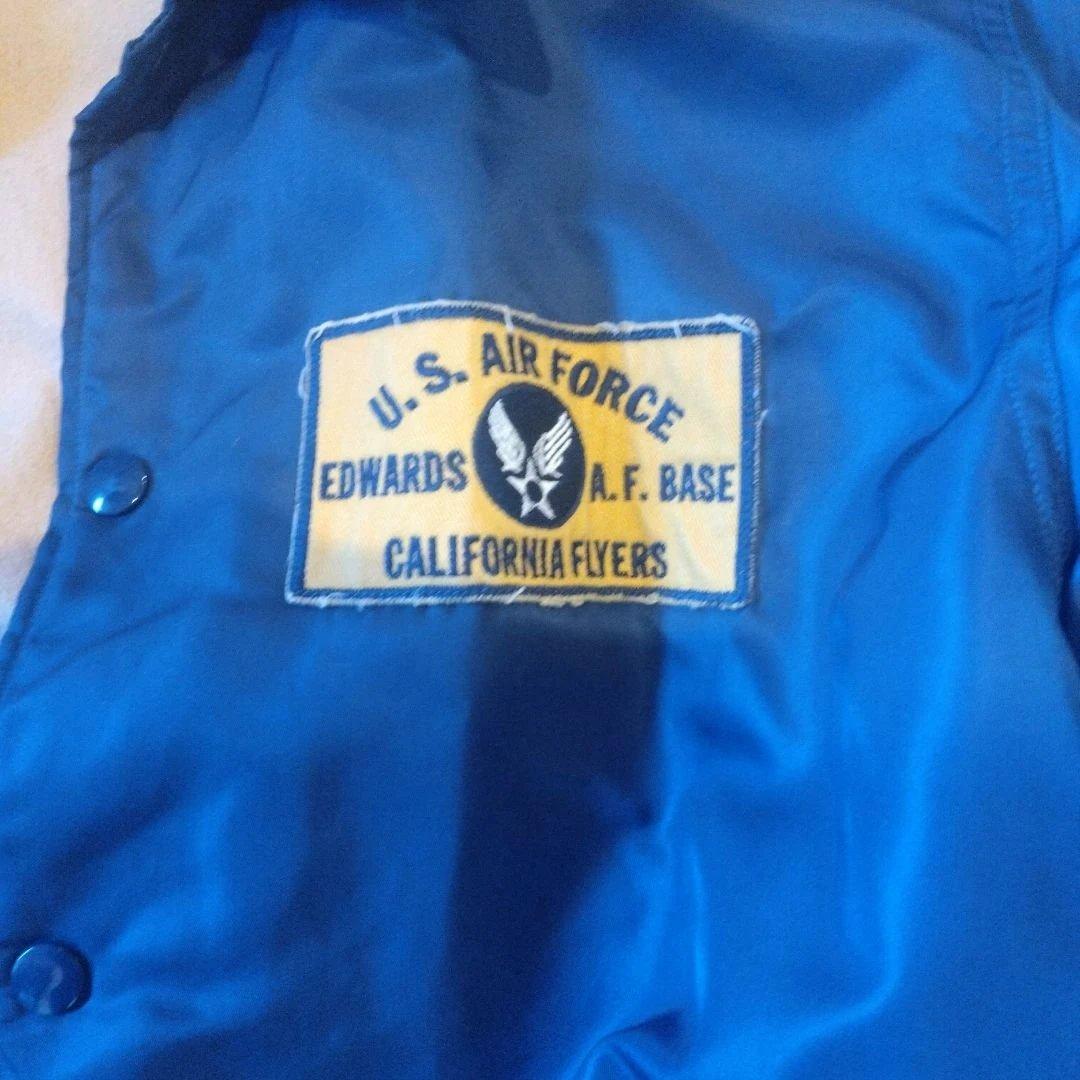 U.S. AIR FORCE
EDWARDS A.F. BASE
CALIFORNIA FLYERS